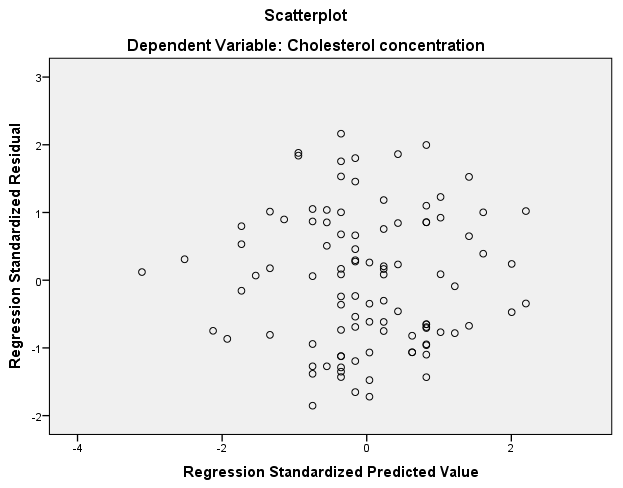 Scatterplot
Dependent Variable: Cholesterol concentration
Regression Standardized Residual
3
2
1
0
-1
-2
-4
-2
0
2
Regression Standardized Predicted Value